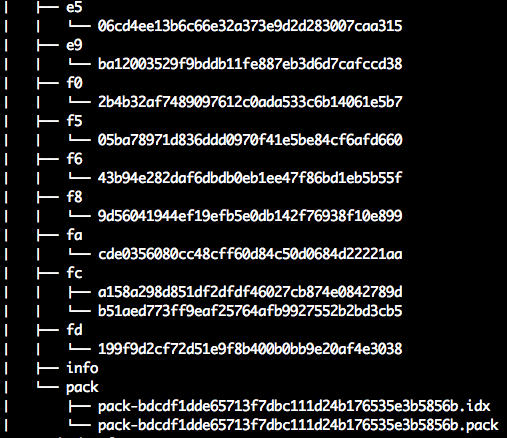 │   │   ├── e5
│   │   │   └── 06cd4ee13b6c66e32a373e9d2d283007caa315
│   │   ├── e9
│   │   │   └── ba12003529f9bddb11fe887eb3d6d7cafccd38
│   │   ├── f0
│   │   │   └── 2b4b32af7489097612c0ada533c6b14061e5b7
│   │   ├── f5
│   │   │   └── 05ba78971d836ddd0970f41e5be84cf6afd660
│   │   ├── f6
│   │   │   └── 43b94e282daf6dbdb0eb1ee47f86bd1eb5b55f
│   │   ├── f8
│   │   │   └── 9d56041944ef19efb5e0db142f76938f10e899
│   │   ├── fa
│   │   │   └── cde0356080cc48cff60d84c50d0684d22221aa
│   │   ├── fc
│   │   │   ├── a158a298d851df2dfdf46027cb874e0842789d
│   │   │   └── b51aed773ff9eaf25764afb9927552b2bd3cb5
│   │   ├── fd
│   │   │   └── 199f9d2cf72d51e9f8b400b0bb9e20af4e3038
│   │   ├── info
│   │   └── pack
│   │       ├── pack-bdcdf1dde65713f7dbc111d24b176535e3b5856b.idx
│   │       └── pack-bdcdf1dde65713f7dbc111d24b176535e3b5856b.pack